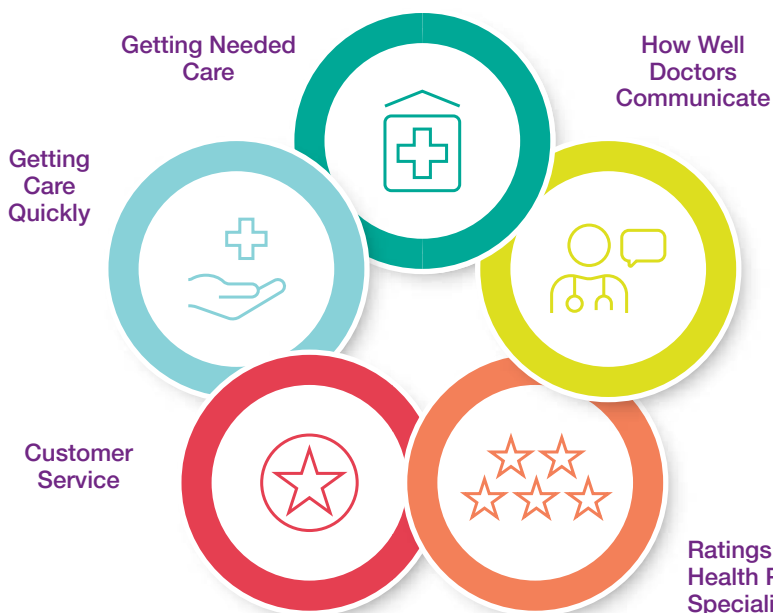 Getting Needed
Care
How Well
Doctors
Communicate
Getting
Care
Quickly
Customer
Service
Ratings
Health